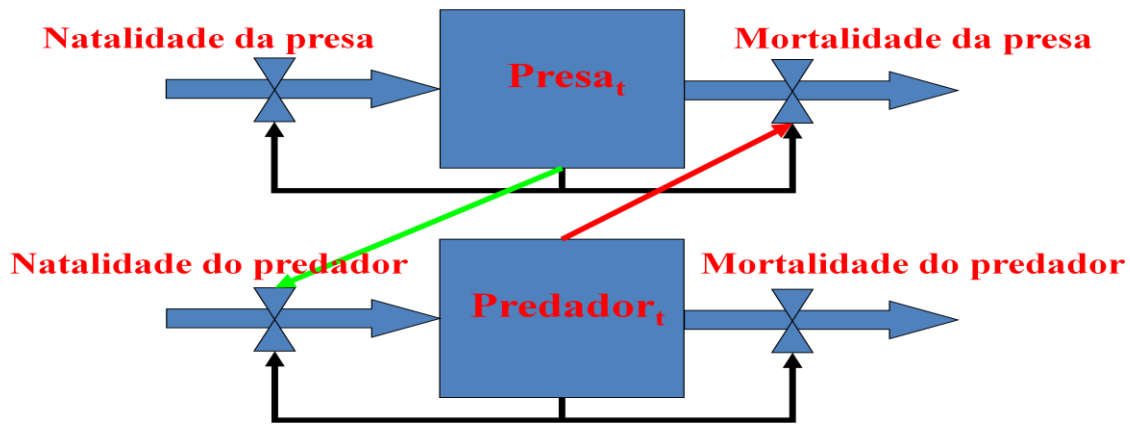 Natalidade da presa
Mortalidade da presa
Presa_t
Natalidade do predador
Mortalidade do predador
Predador_t